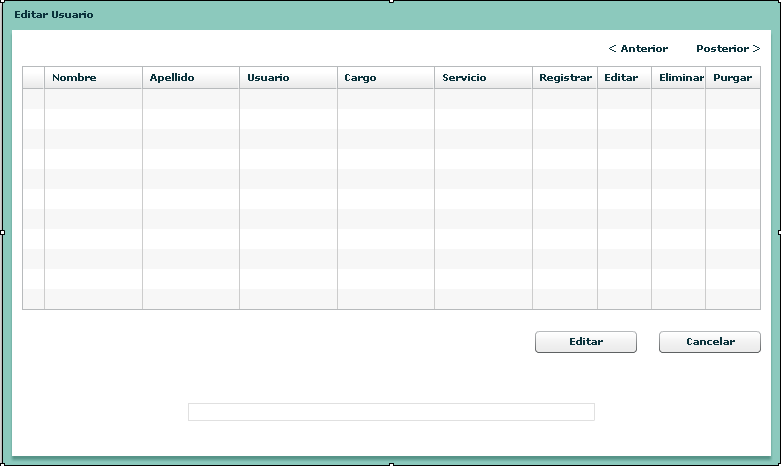 Editar Usuario
< Anterior Posterior >
Nombre Apellido Usuario Cargo Servicio Registrar Editar Eliminar Purgar
Editar Cancelar